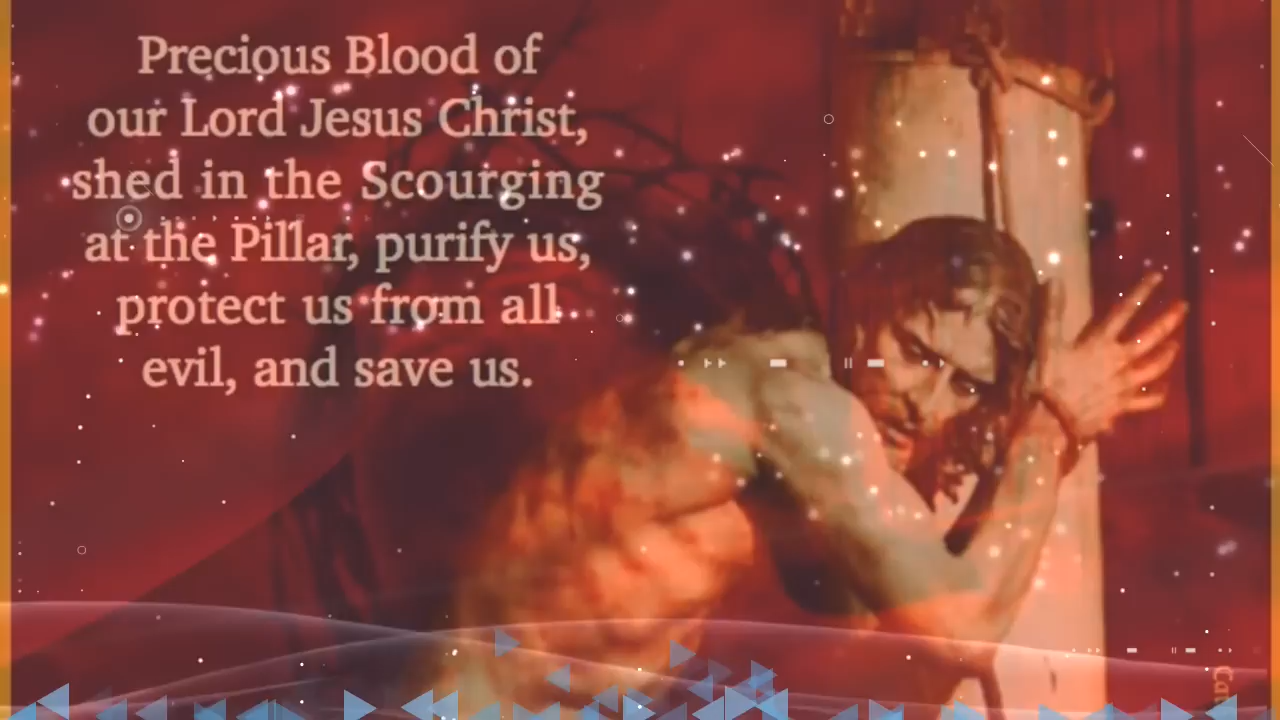 Precious Blood of
our Lord Jesus Christ,
shed in the Scourging
at the Pillar, purify us,
protect us from all
evil, and save us.